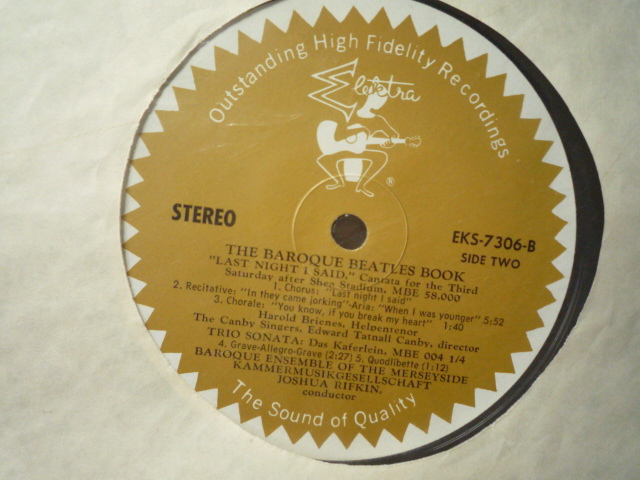 Outstanding High Fidelity Recordings
Elektra
®
STEREO
EKS-7306-B
SIDE TWO
THE BAROQUE BEATLES BOOK
"LAST NIGHT I SAID," Cantata for the Third
Saturday after Shea Stadium, MBE 58,000
1. Chorus: "Last night I said"
2. Recitative: "In they came jorking"-Aria: "When I was younger" 5:52
3. Chorale: "You know, if you break my heart" 1:40
Harold Brienes, Helpentenor
The Canby Singers, Edward Tatnall Canby, director
TRIO SONATA: Das Kaferlein, MBE 004 1/4
4. Grave-Allegro-Grave (2:27) 5. Quodlibette (1:12)
BAROQUE ENSEMBLE OF THE MERSEYSIDE
KAMMERMUSIKGESELLSCHAFT
JOSHUA RIFKIN,
conductor
The Sound of Quality